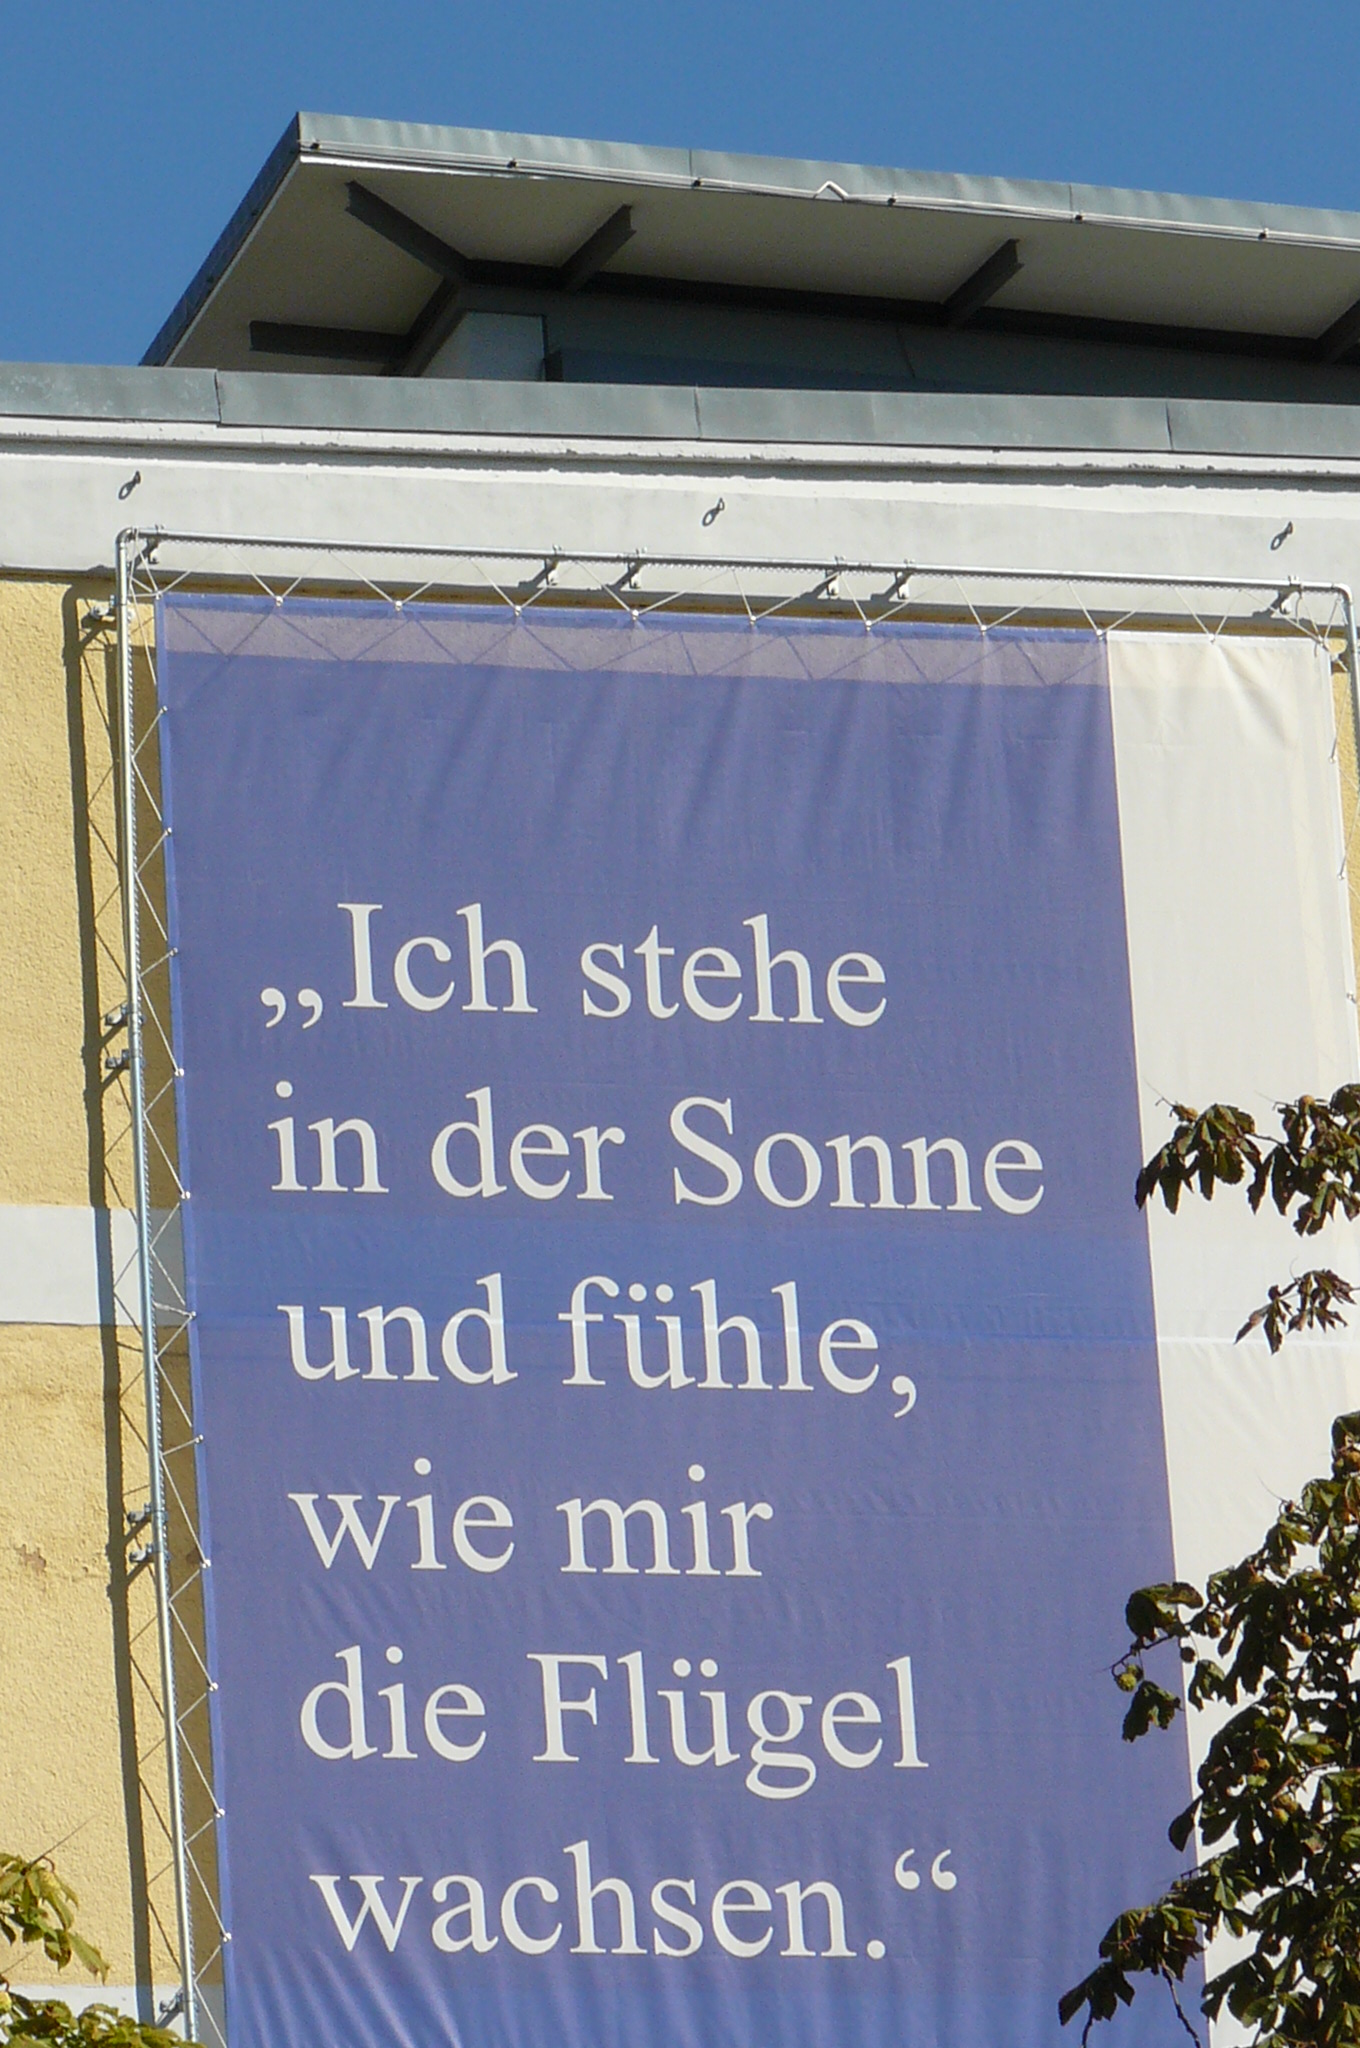 „Ich stehe
in der Sonne
und fühle,
wie mir
die Flügel
wachsen.“